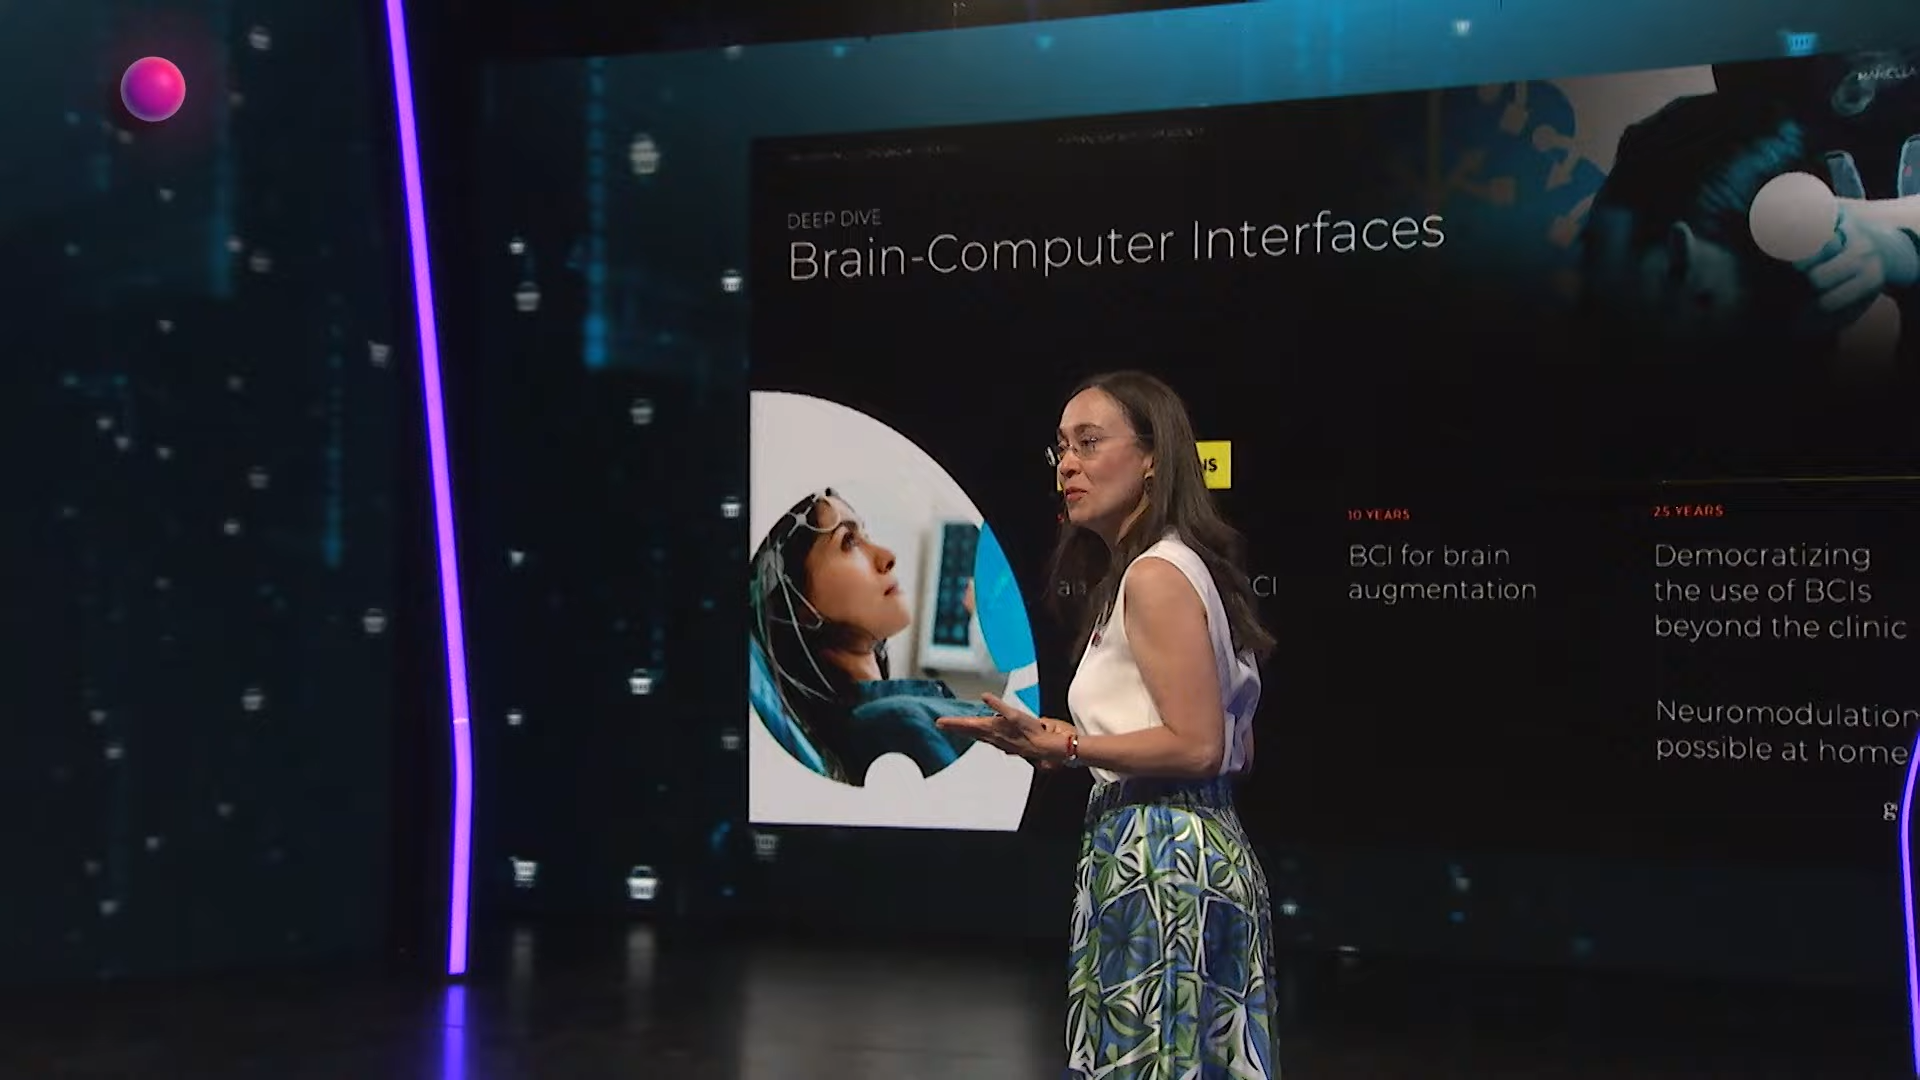 DEEP DIVE
Brain-Computer Interfaces
10 YEARS
BCI for brain
augmentation
25 YEARS
Democratizing
the use of BCIs
beyond the clinic
Neuromodulation
possible at home